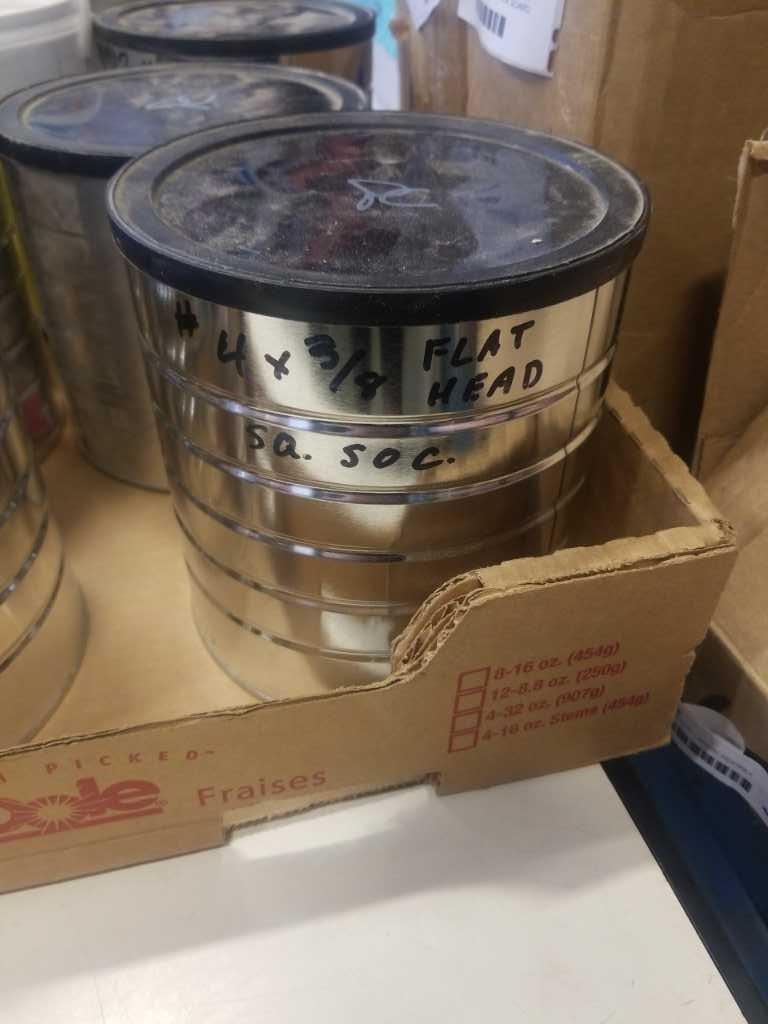 # 4 x 3/8 FLAT HEAD
SQ. SOC.
8-16 oz. (454g)
12-8.8 oz. (250g)
4-32 oz. (907g)
4-16 oz. Stems (454g)
PICKED
ole
Fraises